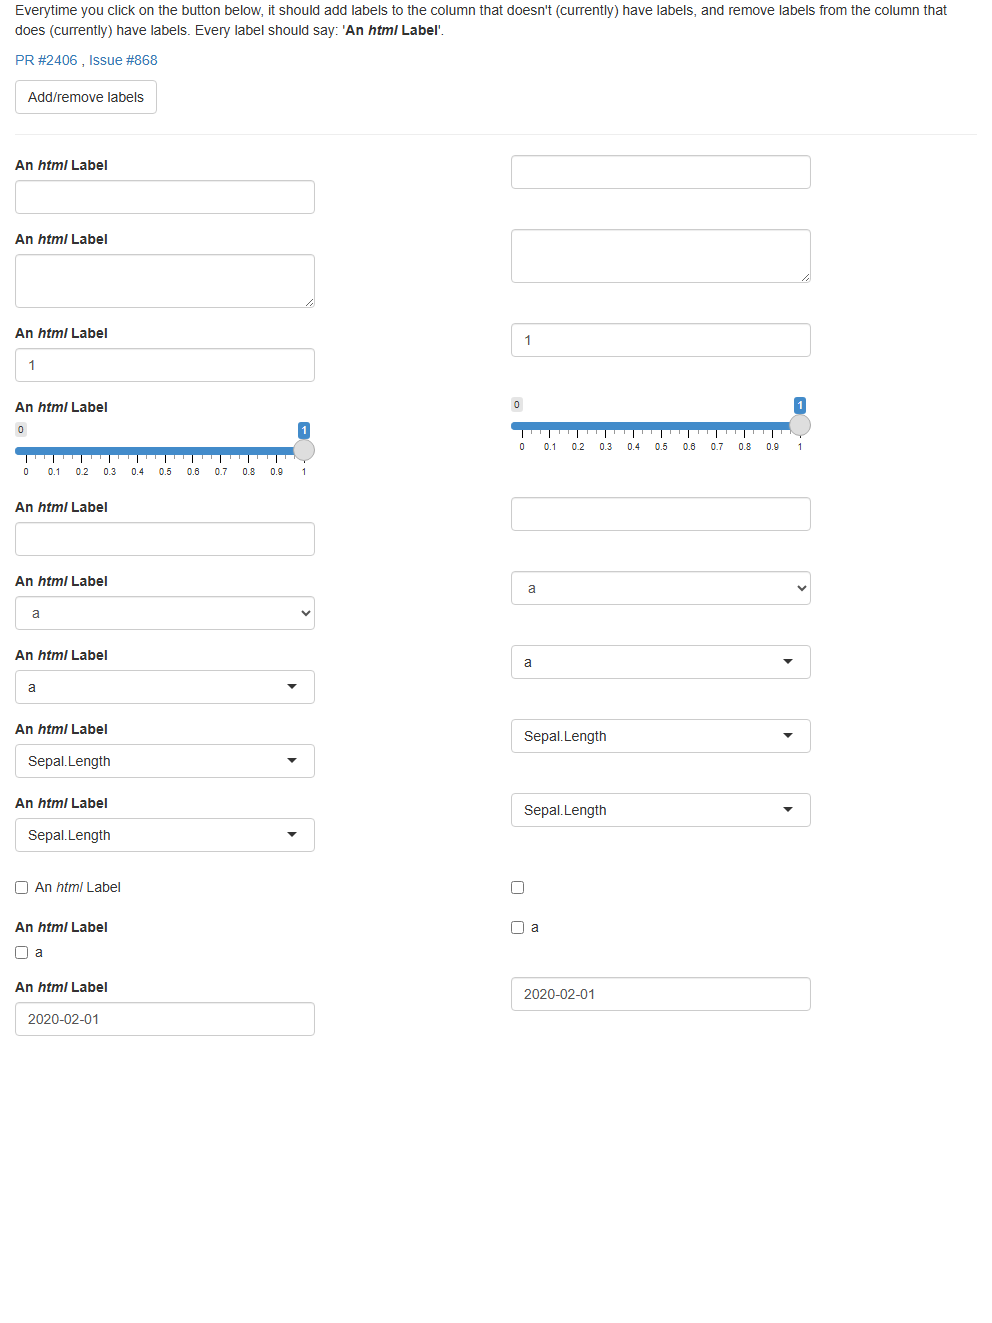 Everytime you click on the button below, it should add labels to the column that doesn't (currently) have labels, and remove labels from the column that
does (currently) have labels. Every label should say: 'An html Label'.
PR #2406 , Issue #868
Add/remove labels
An html Label
An html Label
An html Label
1
1
An html Label
0
1
0 0.1 0.2 0.3 0.4 0.5 0.6 0.7 0.8 0.9 1
0
1
0 0.1 0.2 0.3 0.4 0.5 0.6 0.7 0.8 0.9 1
An html Label
An html Label
a
a
An html Label
a
a
An html Label
Sepal.Length
Sepal.Length
An html Label
Sepal.Length
Sepal.Length
An html Label
An html Label
a
a
An html Label
2020-02-01
2020-02-01